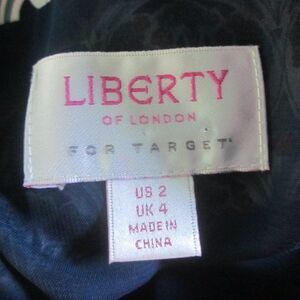 LIBERTY
OF LONDON
FOR TARGET
US 2
UK 4
MADE IN
CHINA